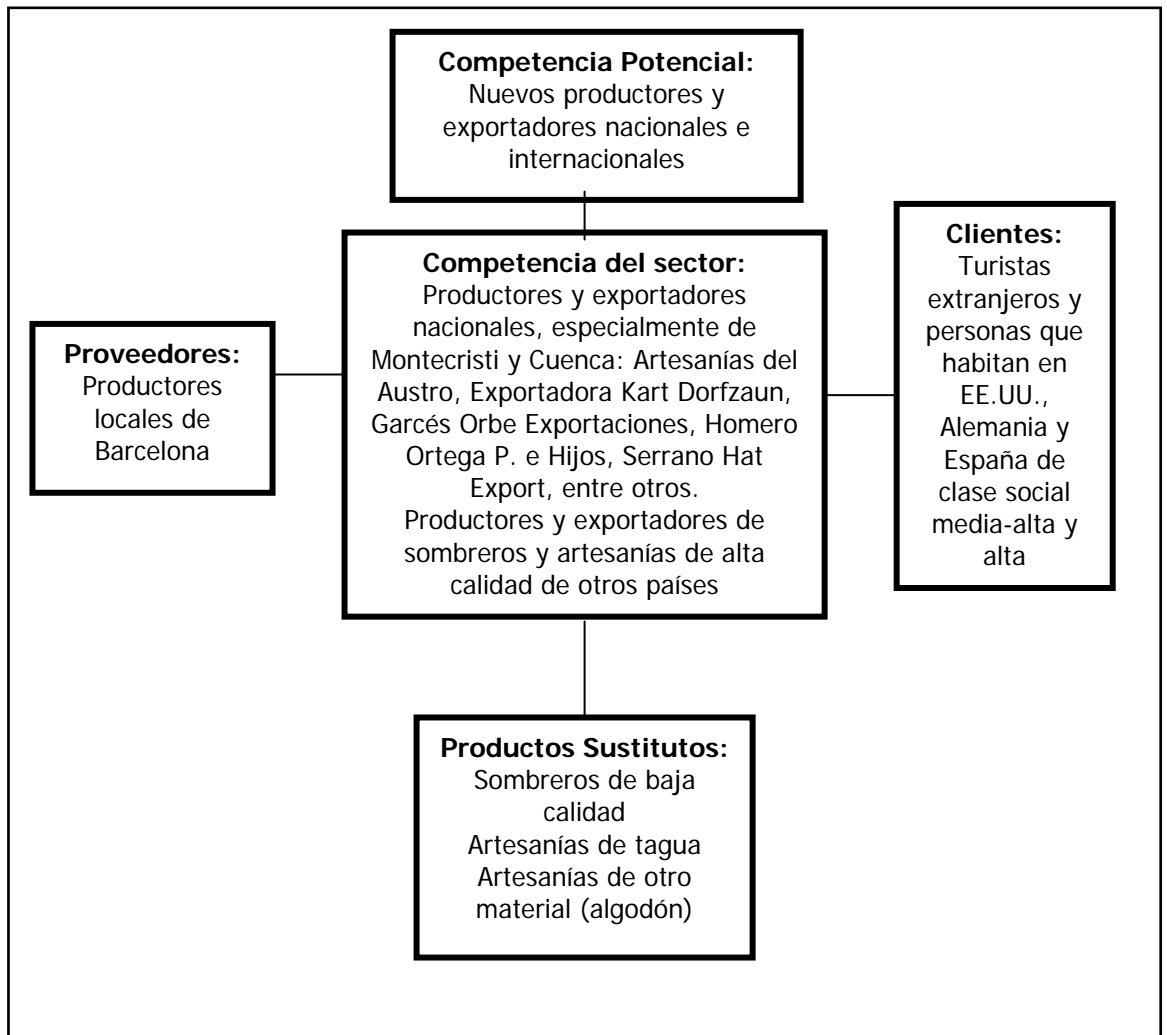 Competencia Potencial:
Nuevos productores y
exportadores nacionales e
internacionales
Competencia del sector:
Productores y exportadores
nacionales, especialmente de
Montecristi y Cuenca: Artesanías del
Austro, Exportadora Kart Dorfzaun,
Garcés Orbe Exportaciones, Homero
Ortega P. e Hijos, Serrano Hat
Export, entre otros.
Productores y exportadores de
sombreros y artesanías de alta
calidad de otros países
Clientes:
Turistas
extranjeros y
personas que
habitan en
EE.UU.,
Alemania y
España de
clase social
media-alta y
alta
Proveedores:
Productores
locales de
Barcelona
Productos Sustitutos:
Sombreros de baja
calidad
Artesanías de tagua
Artesanías de otro
material (algodón)